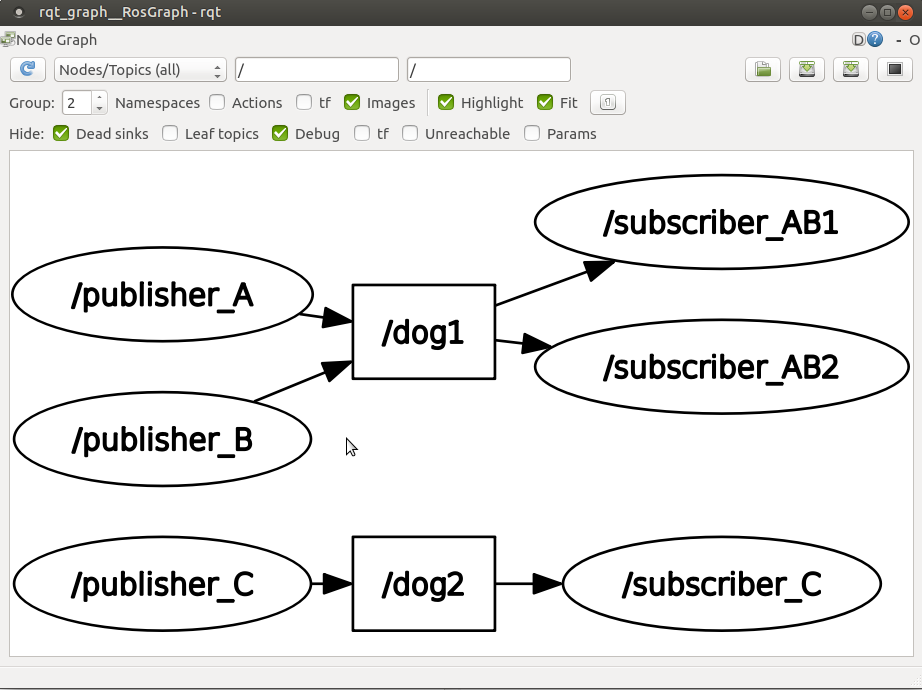 rqt_graph__RosGraph - rqt
Node Graph
D ? - O
Nodes/Topics (all) / /
Group: 2 Namespaces Actions tf Images Highlight Fit
Hide: Dead sinks Leaf topics Debug tf Unreachable Params
/subscriber_AB1
/publisher_A
/dog1
/subscriber_AB2
/publisher_B
/publisher_C /dog2 /subscriber_C